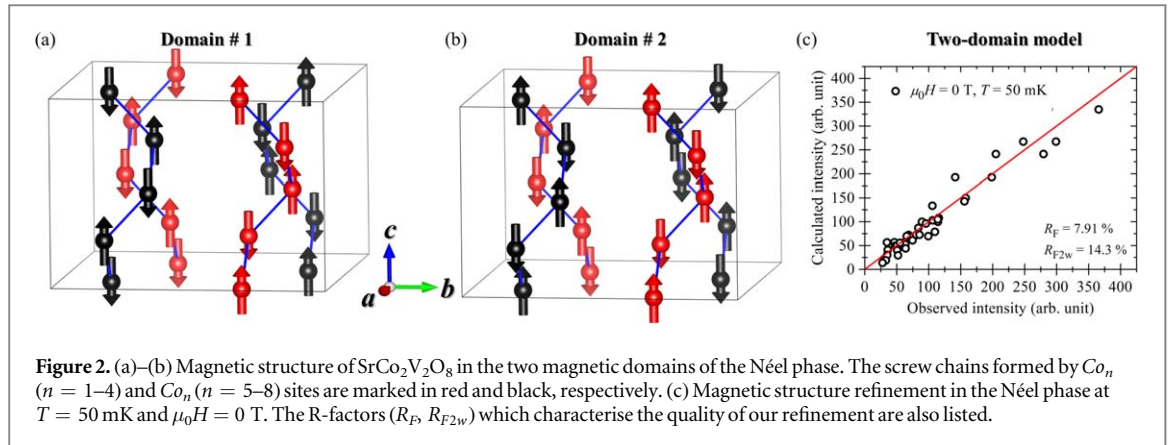 (a) Domain # 1
(b) Domain # 2
(c) Two-domain model
c
a
b
Calculated intensity (arb. unit)
400
350
300
250
200
150
100
50
0
μ₀H = 0 T, T = 50 mK
R_F = 7.91 %
R_F2w = 14.3 %
0 50 100 150 200 250 300 350 400
Observed intensity (arb. unit)
Figure 2. (a)–(b) Magnetic structure of SrCo₂V₂O₈ in the two magnetic domains of the Néel phase. The screw chains formed by Coₙ
(n = 1–4) and Coₙ (n = 5–8) sites are marked in red and black, respectively. (c) Magnetic structure refinement in the Néel phase at
T = 50 mK and μ₀H = 0 T. The R-factors (R_F, R_F2w) which characterise the quality of our refinement are also listed.